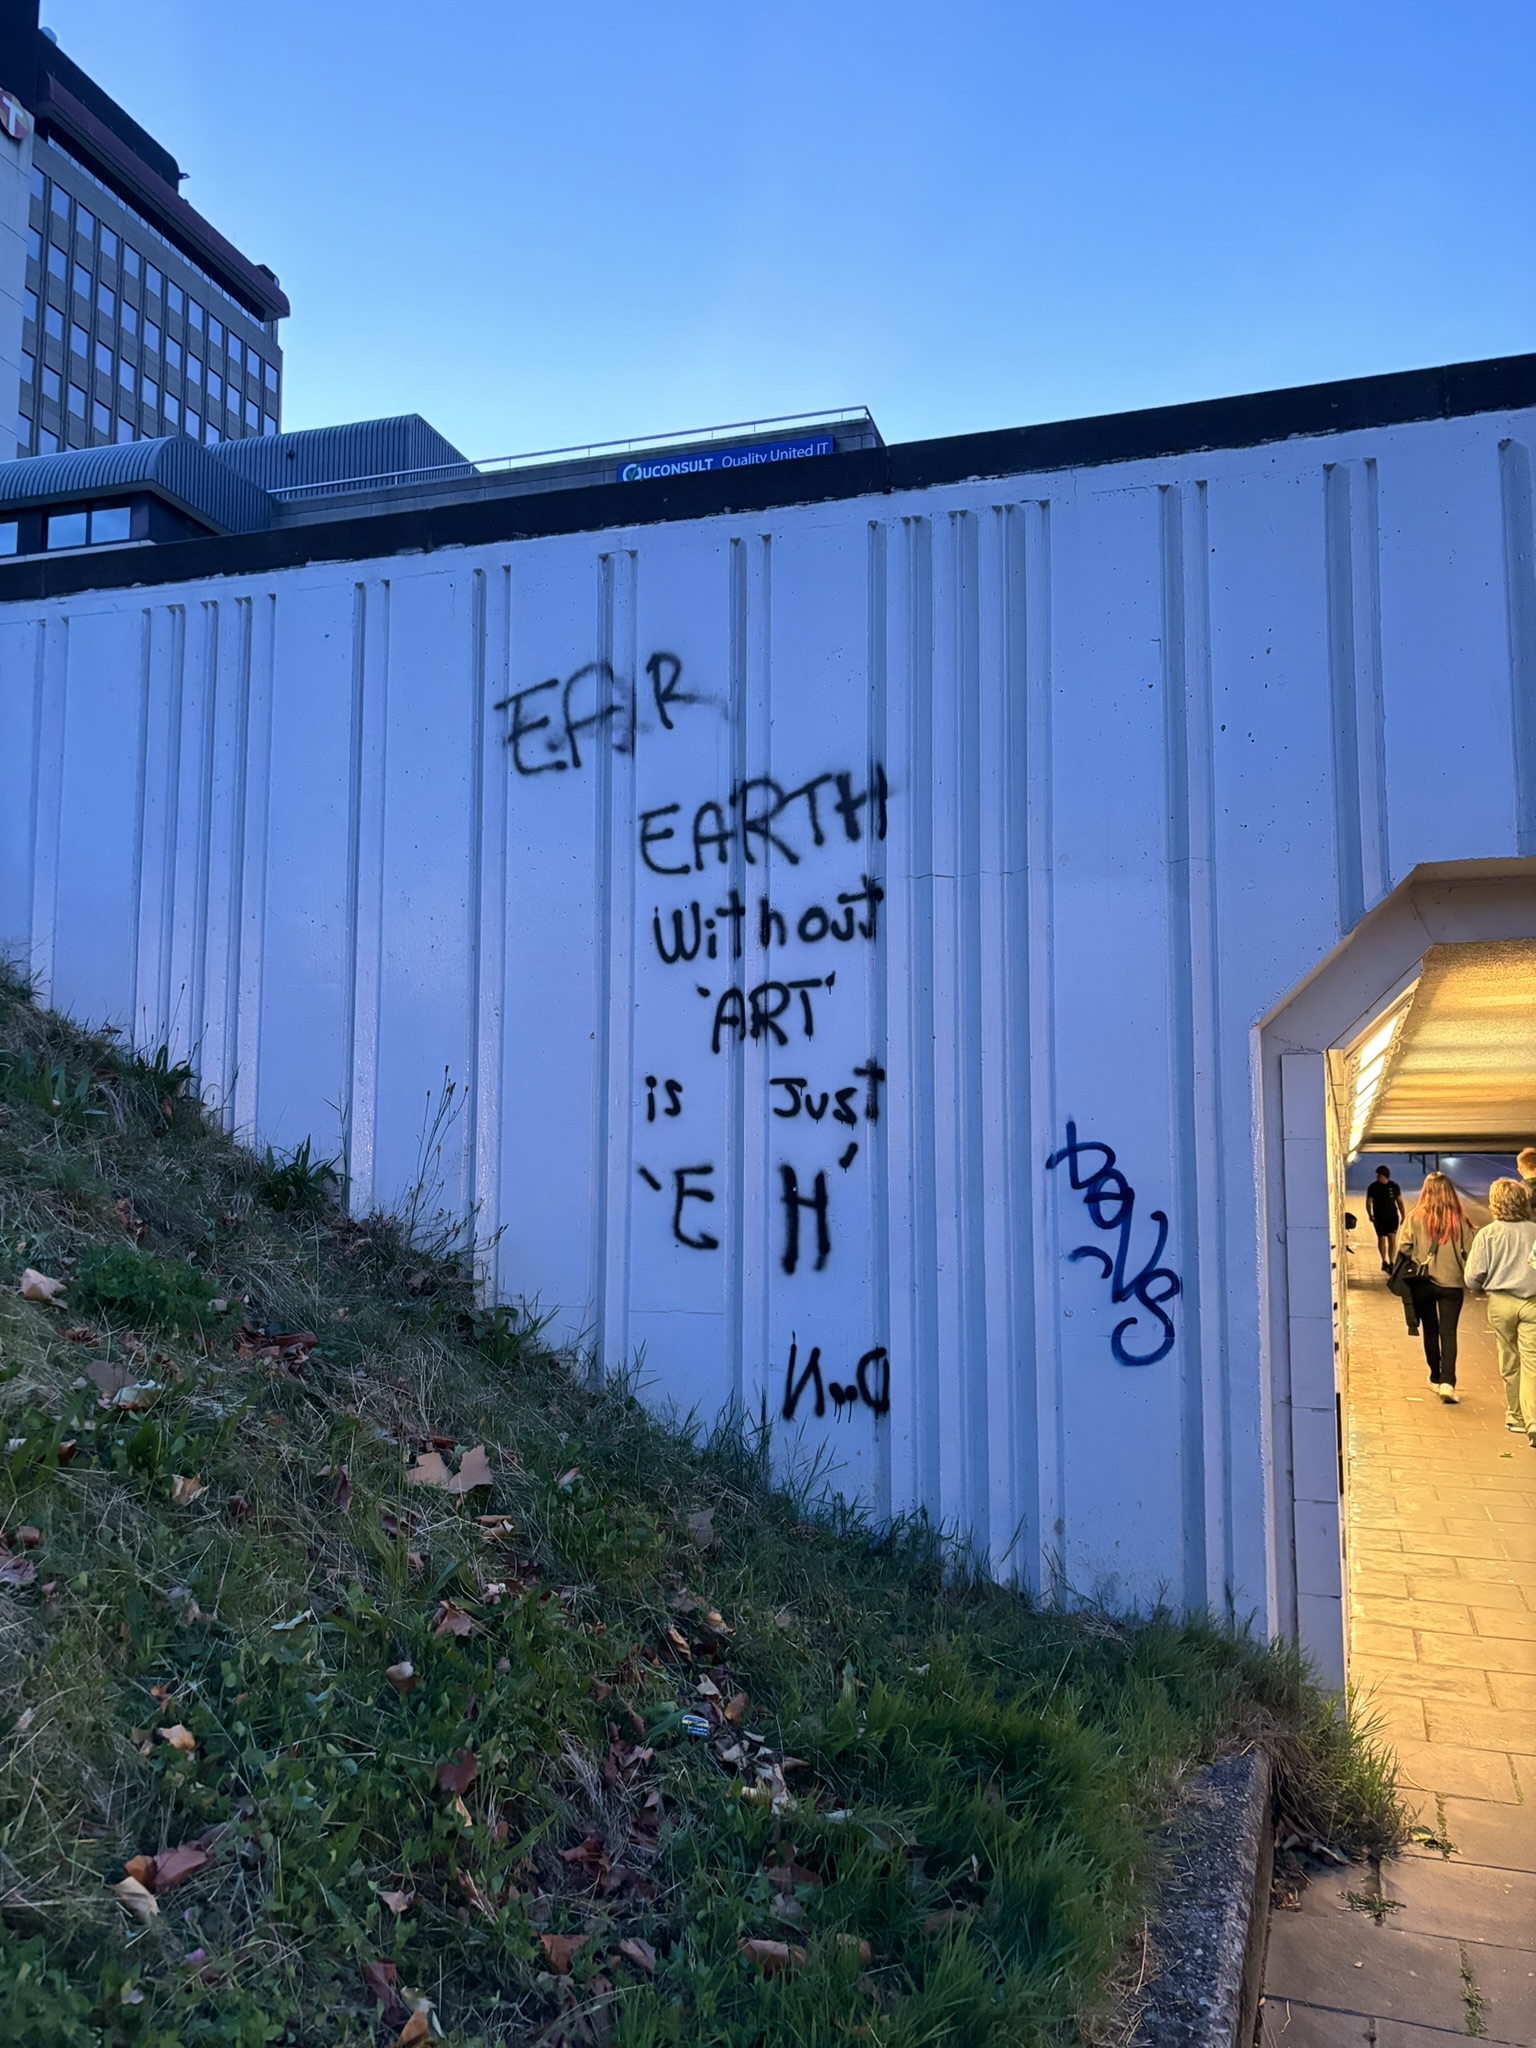 T
QUCONSULT Quality United IT
EAR
EARTH
Without
'ART'
is Just
'E H'